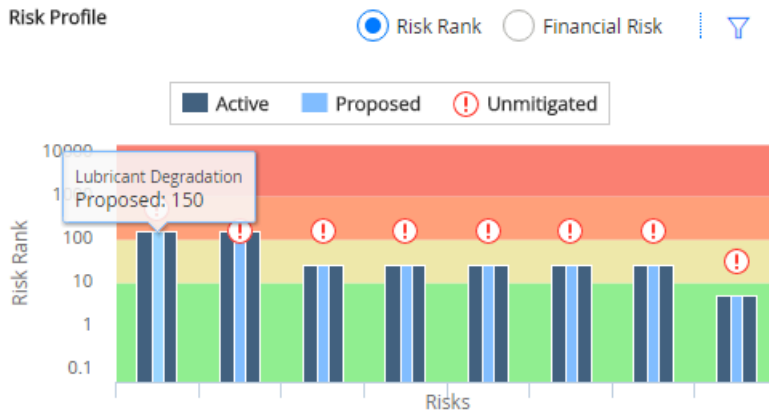 Risk Profile
Risk Rank
Financial Risk
Active
Proposed
Unmitigated
10000
Lubricant Degradation
Proposed: 150
1000
100
10
1
0.1
Risk Rank
Risks